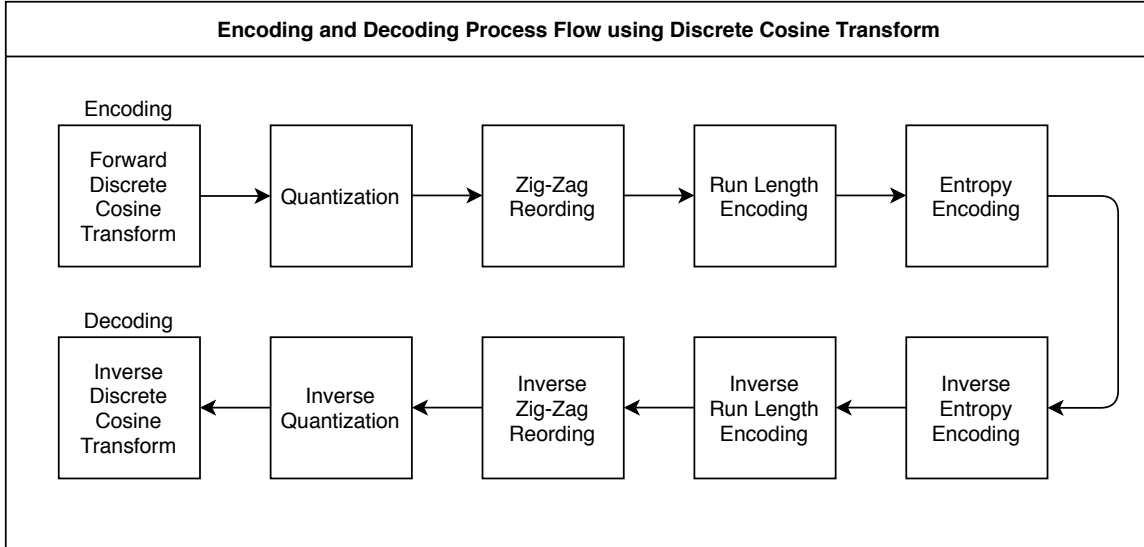 Encoding and Decoding Process Flow using Discrete Cosine Transform
Encoding
Forward
Discrete
Cosine
Transform
Quantization
Zig-Zag
Reording
Run Length
Encoding
Entropy
Encoding
Decoding
Inverse
Discrete
Cosine
Transform
Inverse
Quantization
Inverse
Zig-Zag
Reording
Inverse
Run Length
Encoding
Inverse
Entropy
Encoding